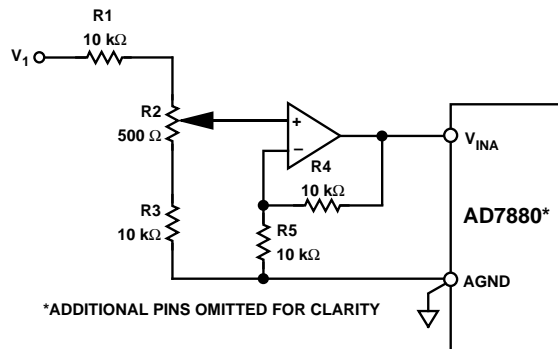 R1
10 kΩ
V1
R2
500 Ω
+
−
R4
10 kΩ
VINA
R3
10 kΩ
R5
10 kΩ
AD7880*
AGND
*ADDITIONAL PINS OMITTED FOR CLARITY